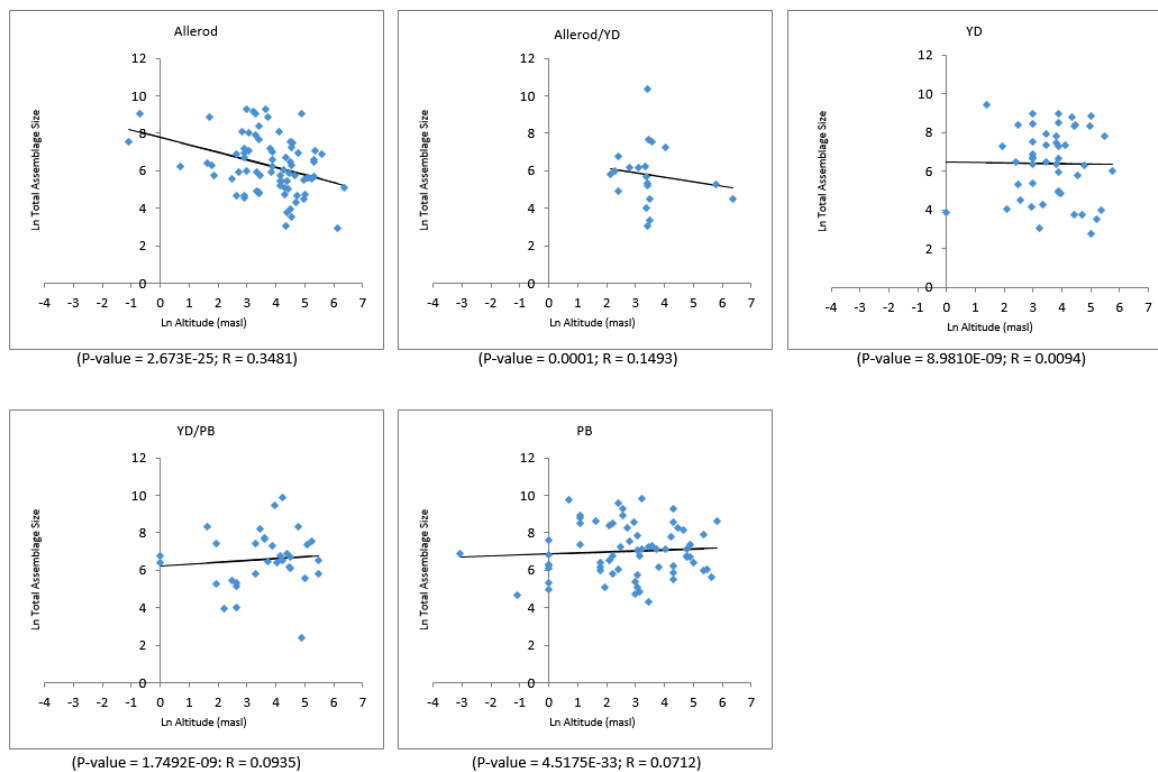 Allerod
Ln Total Assemblage Size
12
10
8
6
4
2
0
-4 -3 -2 -1 0 1 2 3 4 5 6 7
Ln Altitude (masl)
(P-value = 2.673E-25; R = 0.3481)
Allerod/YD
Ln Total Assemblage Size
12
10
8
6
4
2
0
-4 -3 -2 -1 0 1 2 3 4 5 6 7
Ln Altitude (masl)
(P-value = 0.0001; R = 0.1493)
YD
Ln Total Assemblage Size
12
10
8
6
4
2
0
-4 -3 -2 -1 0 1 2 3 4 5 6 7
Ln Altitude (masl)
(P-value = 8.9810E-09; R = 0.0094)
YD/PB
Ln Total Assemblage Size
12
10
8
6
4
2
0
-4 -3 -2 -1 0 1 2 3 4 5 6 7
Ln Altitude (masl)
(P-value = 1.7492E-09: R = 0.0935)
PB
Ln Total Assemblage Size
12
10
8
6
4
2
0
-4 -3 -2 -1 0 1 2 3 4 5 6 7
Ln Altitude (masl)
(P-value = 4.5175E-33; R = 0.0712)